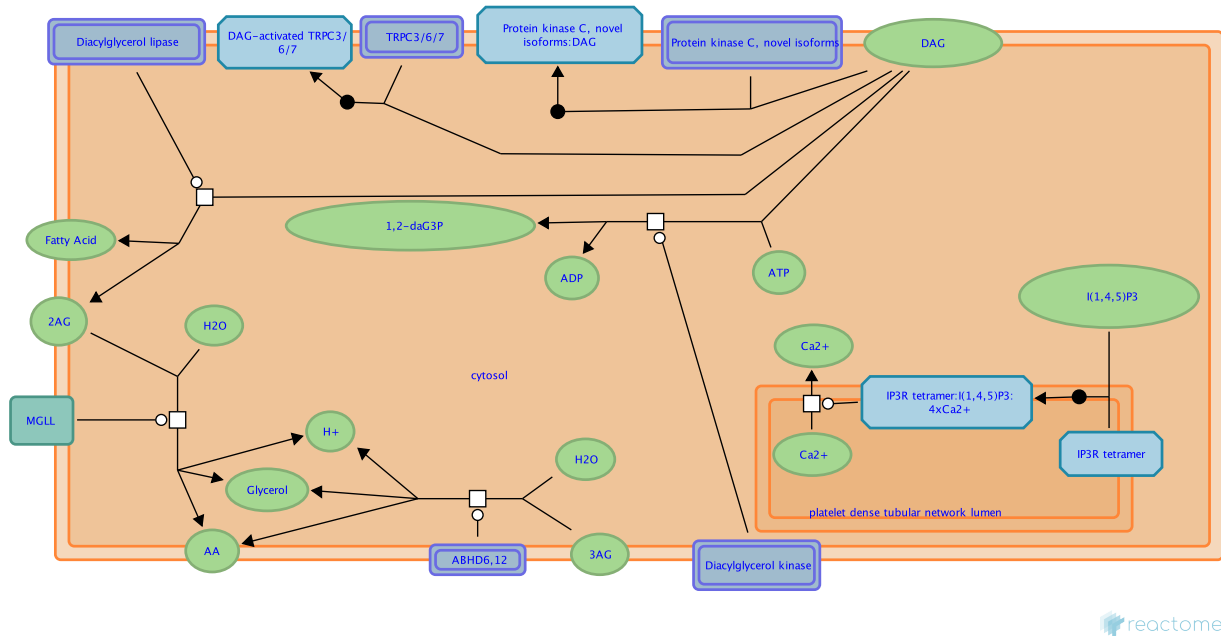 Diacylglycerol lipase
DAG-activated TRPC3/
6/7
TRPC3/6/7
Protein kinase C, novel
isoforms:DAG
Protein kinase C, novel isoforms
DAG
Fatty Acid
1,2-daG3P
ADP
ATP
I(1,4,5)P3
2AG
H2O
Ca2+
cytosol
IP3R tetramer:I(1,4,5)P3:
4xCa2+
MGLL
H+
H2O
Ca2+
IP3R tetramer
Glycerol
platelet dense tubular network lumen
AA
ABHD6,12
3AG
Diacylglycerol kinase
reactome